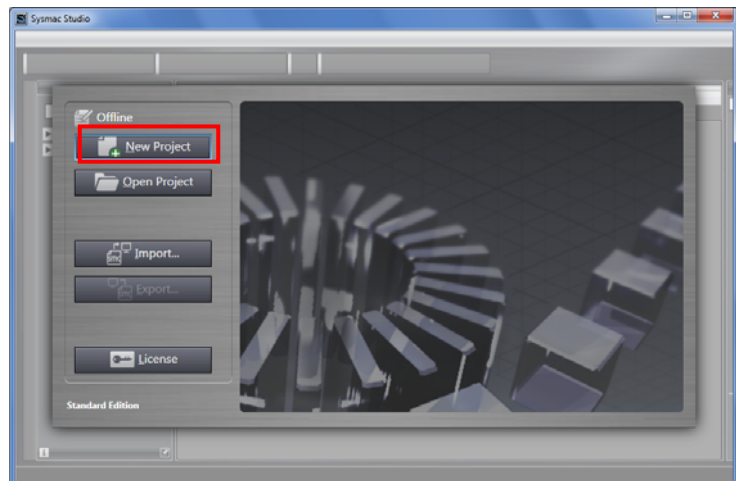 Sysmac Studio
Offline
New Project
Open Project
Import...
Export...
License
Standard Edition